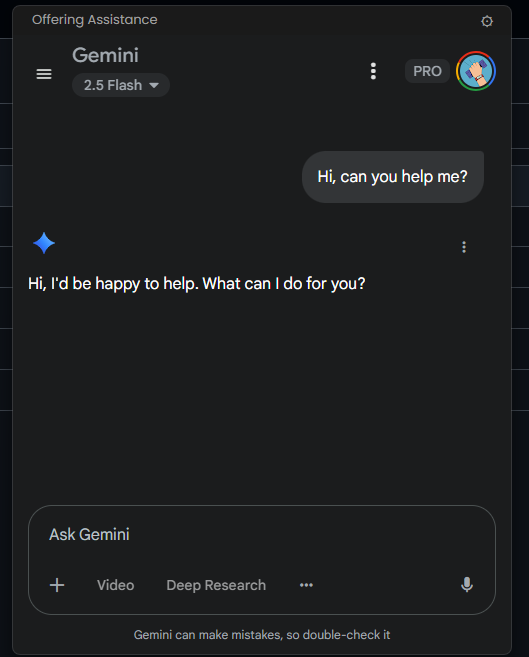 Offering Assistance
Gemini
2.5 Flash
PRO
Hi, can you help me?
Hi, I'd be happy to help. What can I do for you?
Ask Gemini
Video Deep Research
Gemini can make mistakes, so double-check it